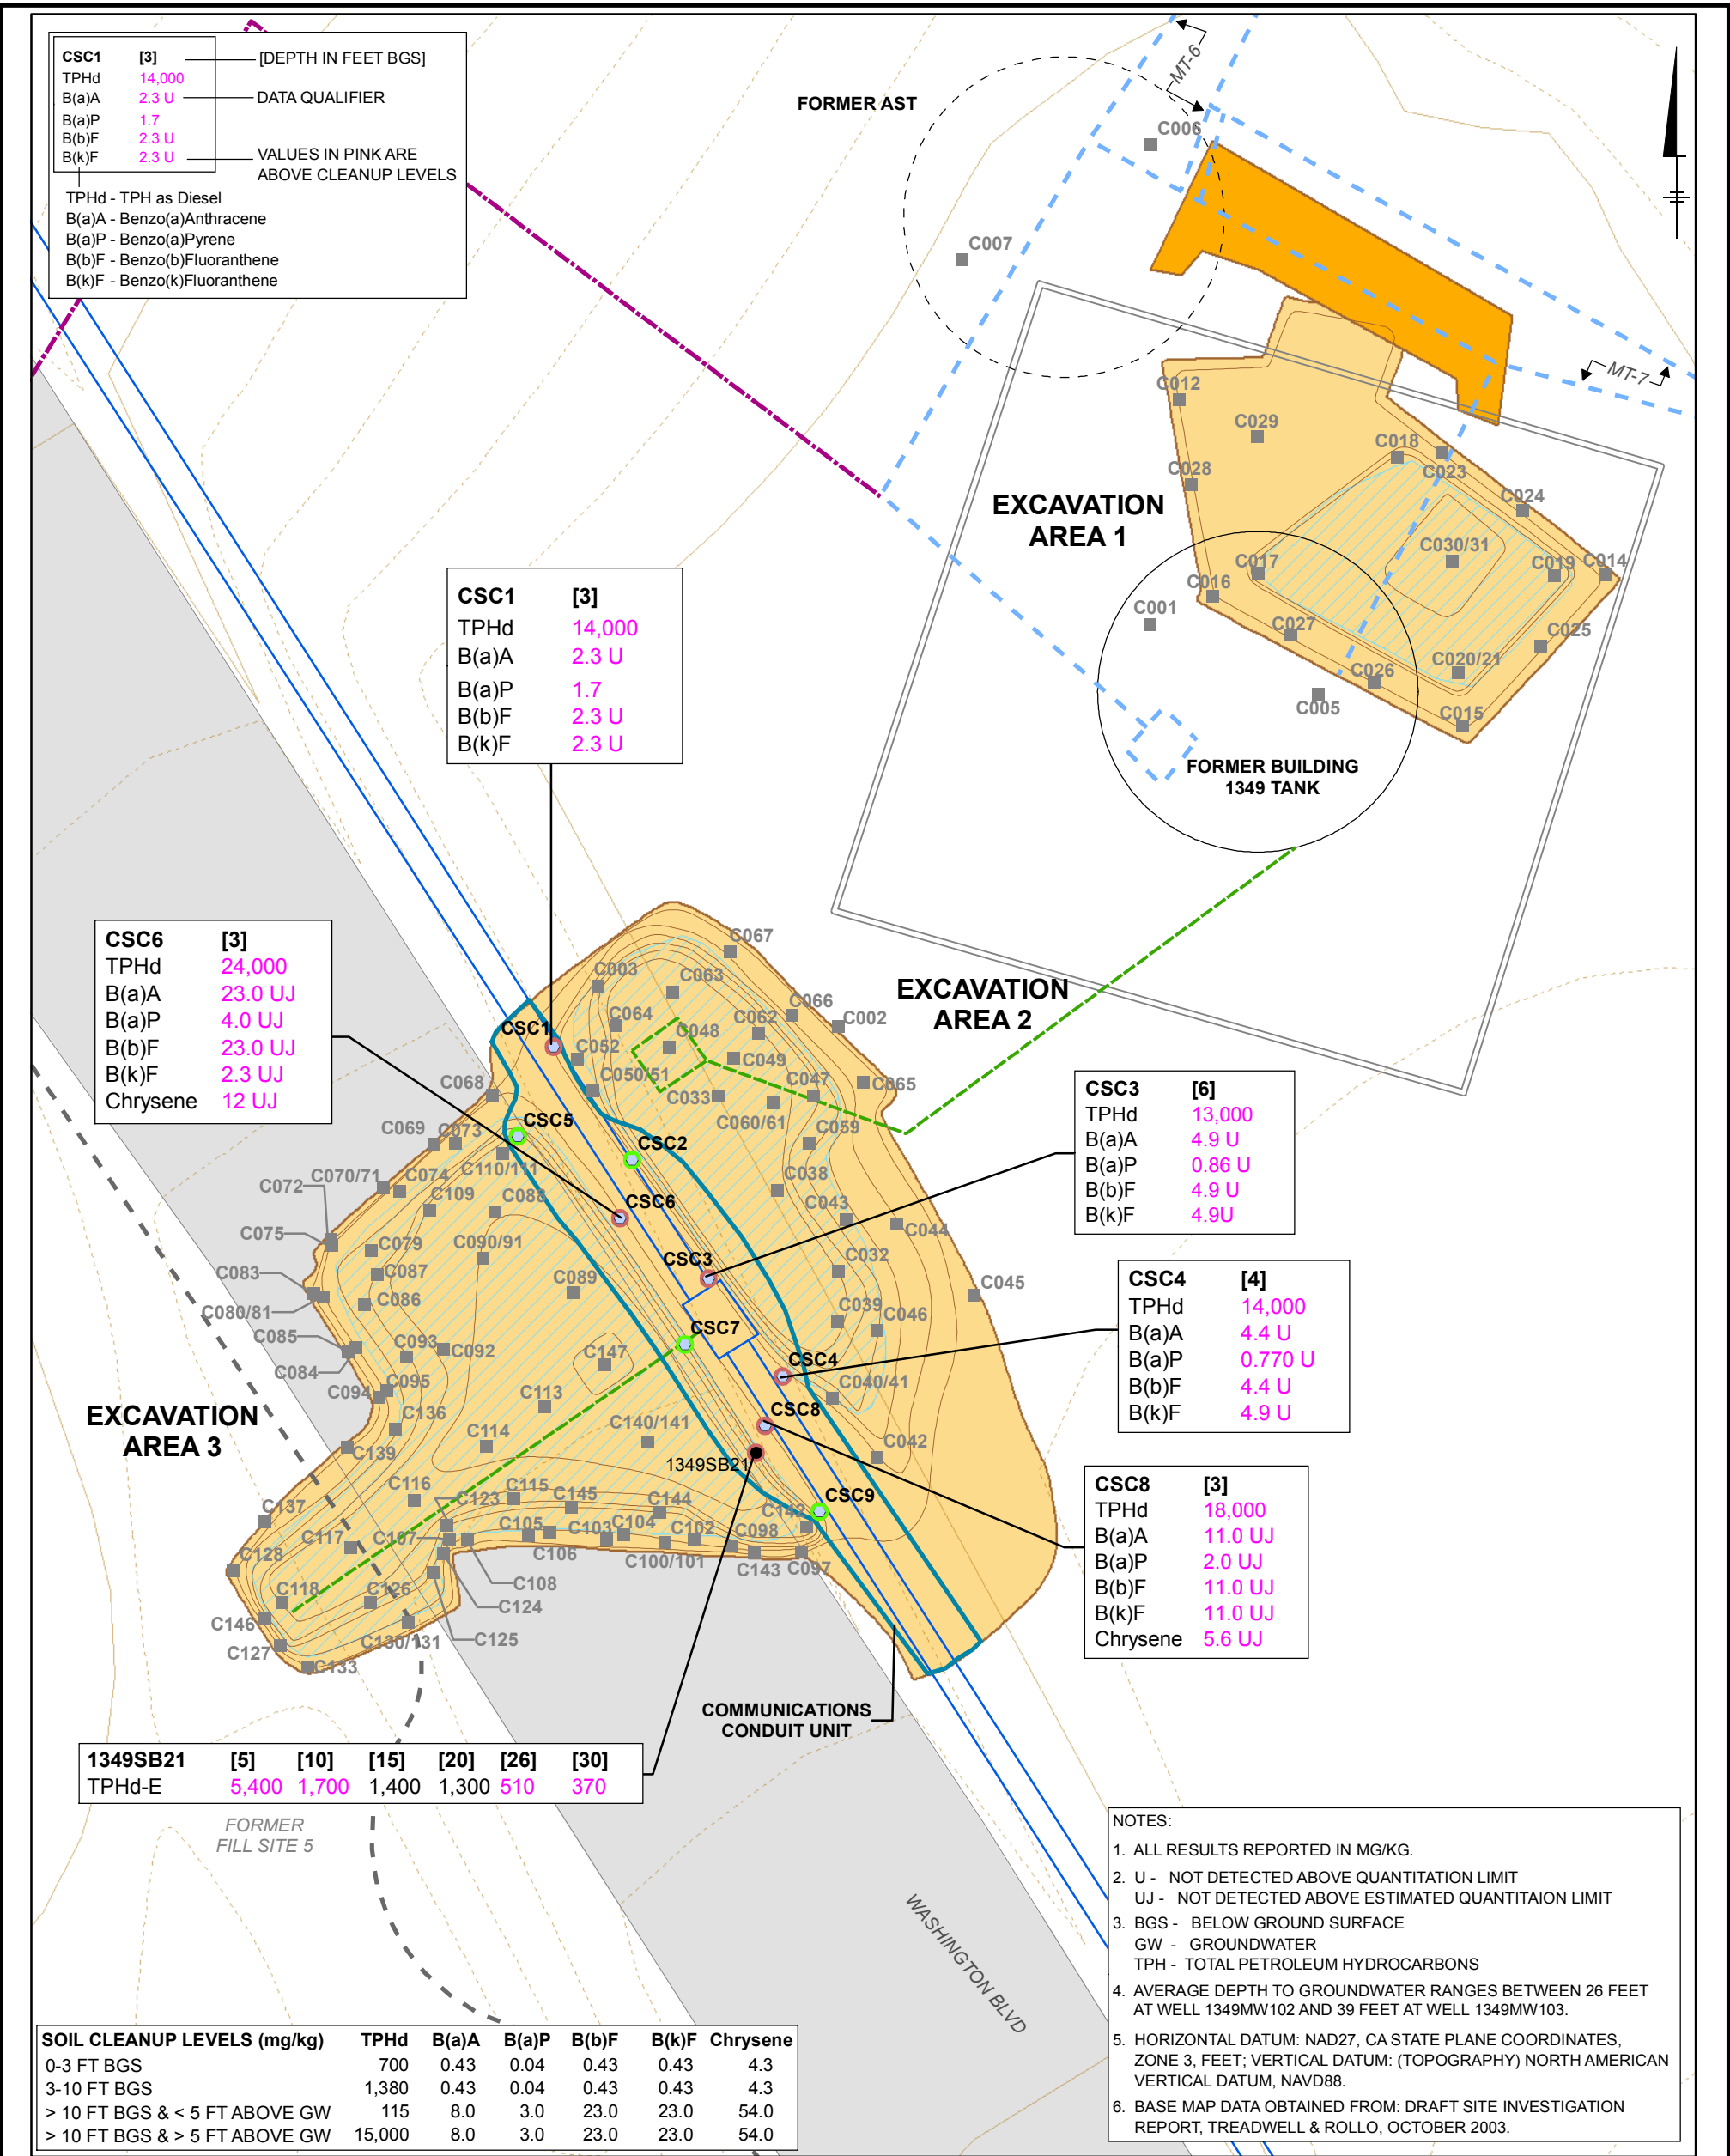 CSC1 [3]
[DEPTH IN FEET BGS]
TPHd 14,000
B(a)A 2.3 U
DATA QUALIFIER
B(a)P 1.7
B(b)F 2.3 U
B(k)F 2.3 U
VALUES IN PINK ARE
ABOVE CLEANUP LEVELS
TPHd - TPH as Diesel
B(a)A - Benzo(a)Anthracene
B(a)P - Benzo(a)Pyrene
B(b)F - Benzo(b)Fluoranthene
B(k)F - Benzo(k)Fluoranthene
FORMER AST
MT-6
C006
C007
MT-7
C012
C029
C018
C023
C028
C024
EXCAVATION
AREA 1
C030/31
C017
C019
C014
C016
C001
C027
C025
C020/21
C026
C005
C015
FORMER BUILDING
1349 TANK
CSC1 [3]
TPHd 14,000
B(a)A 2.3 U
B(a)P 1.7
B(b)F 2.3 U
B(k)F 2.3 U
CSC6 [3]
TPHd 24,000
B(a)A 23.0 UJ
B(a)P 4.0 UJ
B(b)F 23.0 UJ
B(k)F 2.3 UJ
Chrysene 12 UJ
EXCAVATION
AREA 2
C067
C003
C063
C066
C064
C062
C002
CSC1
C048
C052
C049
C050/51
C047
C065
C068
C033
C060/61
CSC5
C059
C069
C073
CSC2
C110/111
C070/71
C072
C074
C038
C109
C088
CSC6
C043
C044
C075
C079
C090/91
CSC3
C032
C083
C087
C089
C045
C080/81
C086
C039
C046
C085
CSC7
C093
C092
C084
C147
CSC4
C094
C095
C040/41
C113
C136
CSC8
EXCAVATION
AREA 3
C140/141
C114
C139
1349SB21
C042
C116
C115
C123
C145
C144
CSC9
C142
C137
C117
C107
C105
C103
C104
C102
C098
C106
C100/101
C143
C097
C128
C108
C118
C126
C124
C146
C125
C127
C130/131
C133
CSC3 [6]
TPHd 13,000
B(a)A 4.9 U
B(a)P 0.86 U
B(b)F 4.9 U
B(k)F 4.9U
CSC4 [4]
TPHd 14,000
B(a)A 4.4 U
B(a)P 0.770 U
B(b)F 4.4 U
B(k)F 4.9 U
CSC8 [3]
TPHd 18,000
B(a)A 11.0 UJ
B(a)P 2.0 UJ
B(b)F 11.0 UJ
B(k)F 11.0 UJ
Chrysene 5.6 UJ
COMMUNICATIONS
CONDUIT UNIT
1349SB21 [5] [10] [15] [20] [26] [30]
TPHd-E 5,400 1,700 1,400 1,300 510 370
FORMER
FILL SITE 5
WASHINGTON BLVD
NOTES:
1. ALL RESULTS REPORTED IN MG/KG.
2. U - NOT DETECTED ABOVE QUANTITATION LIMIT
UJ - NOT DETECTED ABOVE ESTIMATED QUANTITAION LIMIT
3. BGS - BELOW GROUND SURFACE
GW - GROUNDWATER
TPH - TOTAL PETROLEUM HYDROCARBONS
4. AVERAGE DEPTH TO GROUNDWATER RANGES BETWEEN 26 FEET
AT WELL 1349MW102 AND 39 FEET AT WELL 1349MW103.
5. HORIZONTAL DATUM: NAD27, CA STATE PLANE COORDINATES,
ZONE 3, FEET; VERTICAL DATUM: (TOPOGRAPHY) NORTH AMERICAN
VERTICAL DATUM, NAVD88.
6. BASE MAP DATA OBTAINED FROM: DRAFT SITE INVESTIGATION
REPORT, TREADWELL & ROLLO, OCTOBER 2003.
SOIL CLEANUP LEVELS (mg/kg) TPHd B(a)A B(a)P B(b)F B(k)F Chrysene
0-3 FT BGS 700 0.43 0.04 0.43 0.43 4.3
3-10 FT BGS 1,380 0.43 0.04 0.43 0.43 4.3
> 10 FT BGS & < 5 FT ABOVE GW 115 8.0 3.0 23.0 23.0 54.0
> 10 FT BGS & > 5 FT ABOVE GW 15,000 8.0 3.0 23.0 23.0 54.0